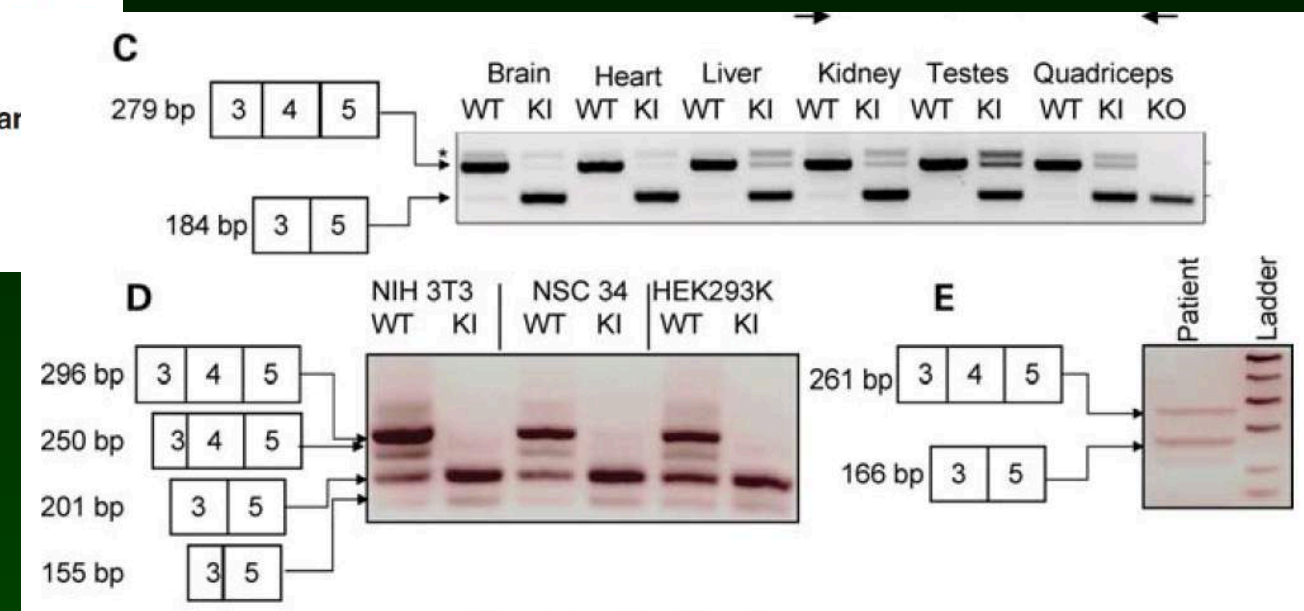 C
Brain Heart Liver Kidney Testes Quadriceps
WT KI WT KI WT KI WT KI WT KI WT KI KO
279 bp 3 4 5
*
184 bp 3 5
ar
D
NIH 3T3 NSC 34 HEK293K
WT KI WT KI WT KI
296 bp 3 4 5
250 bp 3 4 5
201 bp 3 5
155 bp 3 5
E
Patient
Ladder
261 bp 3 4 5
166 bp 3 5